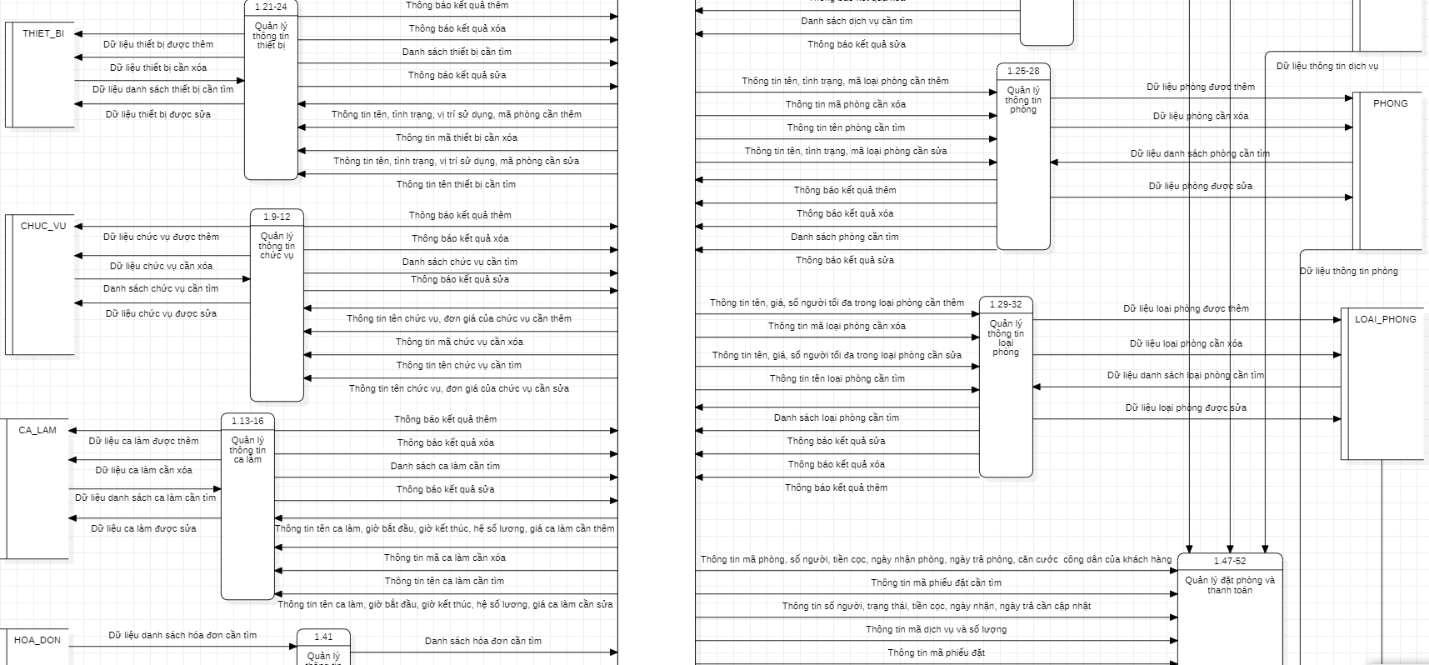 1.21-24
Quản lý
thông tin
thiết bị
THIET_BI
Dữ liệu thiết bị được thêm
Dữ liệu thiết bị cần xóa
Dữ liệu danh sách thiết bị cần tìm
Dữ liệu thiết bị được sửa
Thông báo kết quả thêm
Thông báo kết quả xóa
Danh sách thiết bị cần tìm
Thông báo kết quả sửa
Thông tin tên, tình trạng, vị trí sử dụng, mã phòng cần thêm
Thông tin mã thiết bị cần xóa
Thông tin tên, tình trạng, vị trí sử dụng, mã phòng cần sửa
Thông tin tên thiết bị cần tìm
1.9-12
Quản lý
thông tin
chức vụ
CHUC_VU
Dữ liệu chức vụ được thêm
Dữ liệu chức vụ cần xóa
Danh sách chức vụ cần tìm
Dữ liệu chức vụ được sửa
Thông báo kết quả thêm
Thông báo kết quả xóa
Danh sách chức vụ cần tìm
Thông báo kết quả sửa
Thông tin tên chức vụ, đơn giá của chức vụ cần thêm
Thông tin mã chức vụ cần xóa
Thông tin tên chức vụ cần tìm
Thông tin tên chức vụ, đơn giá của chức vụ cần sửa
1.13-16
Quản lý
thông tin
ca làm
CA_LAM
Dữ liệu ca làm được thêm
Dữ liệu ca làm cần xóa
Dữ liệu danh sách ca làm cần tìm
Dữ liệu ca làm được sửa
Thông báo kết quả thêm
Thông báo kết quả xóa
Danh sách ca làm cần tìm
Thông báo kết quả sửa
Thông tin tên ca làm, giờ bắt đầu, giờ kết thúc, hệ số lương, giá ca làm cần thêm
Thông tin mã ca làm cần xóa
Thông tin tên ca làm cần tìm
Thông tin tên ca làm, giờ bắt đầu, giờ kết thúc, hệ số lương, giá ca làm cần sửa
HOA_DON
Dữ liệu danh sách hóa đơn cần tìm
1.41
Quản lý
thông tin
Danh sách hóa đơn cần tìm
Thông báo kết quả xóa
Danh sách dịch vụ cần tìm
Thông báo kết quả sửa
Dữ liệu thông tin dịch vụ
1.25-28
Quản lý
thông tin
phòng
Thông tin tên, tình trạng, mã loại phòng cần thêm
Thông tin mã phòng cần xóa
Thông tin tên phòng cần tìm
Thông tin tên, tình trạng, mã loại phòng cần sửa
Thông báo kết quả thêm
Thông báo kết quả xóa
Danh sách phòng cần tìm
Thông báo kết quả sửa
Dữ liệu phòng được thêm
Dữ liệu phòng cần xóa
Dữ liệu danh sách phòng cần tìm
Dữ liệu phòng được sửa
PHONG
Dữ liệu thông tin phòng
1.29-32
Quản lý
thông tin
loại
phòng
Thông tin tên, giá, số người tối đa trong loại phòng cần thêm
Thông tin mã loại phòng cần xóa
Thông tin tên, giá, số người tối đa trong loại phòng cần sửa
Thông tin tên loại phòng cần tìm
Danh sách loại phòng cần tìm
Thông báo kết quả sửa
Thông báo kết quả xóa
Thông báo kết quả thêm
Dữ liệu loại phòng được thêm
Dữ liệu loại phòng cần xóa
Dữ liệu danh sách loại phòng cần tìm
Dữ liệu loại phòng được sửa
LOAI_PHONG
1.47-52
Quản lý đặt phòng và
thanh toán
Thông tin mã phòng, số người, tiền cọc, ngày nhận phòng, ngày trả phòng, căn cước công dân của khách hàng
Thông tin mã phiếu đặt cần tìm
Thông tin số người, trạng thái, tiền cọc, ngày nhận, ngày trả cần cập nhật
Thông tin mã dịch vụ và số lượng
Thông tin mã phiếu đặt